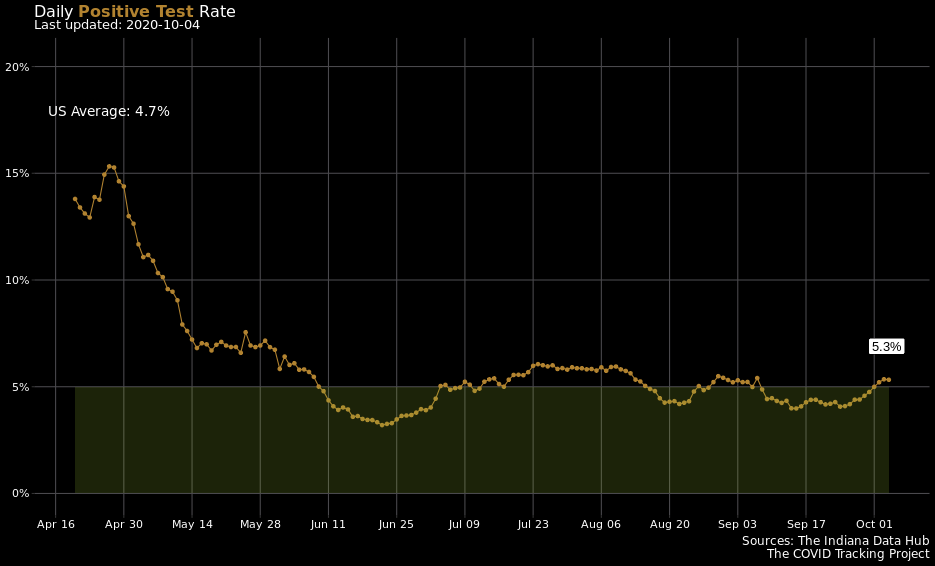 Daily Positive Test Rate
Last updated: 2020-10-04
20%
US Average: 4.7%
15%
10%
5.3%
5%
0%
Apr 16 Apr 30 May 14 May 28 Jun 11 Jun 25 Jul 09 Jul 23 Aug 06 Aug 20 Sep 03 Sep 17 Oct 01
Sources: The Indiana Data Hub
The COVID Tracking Project